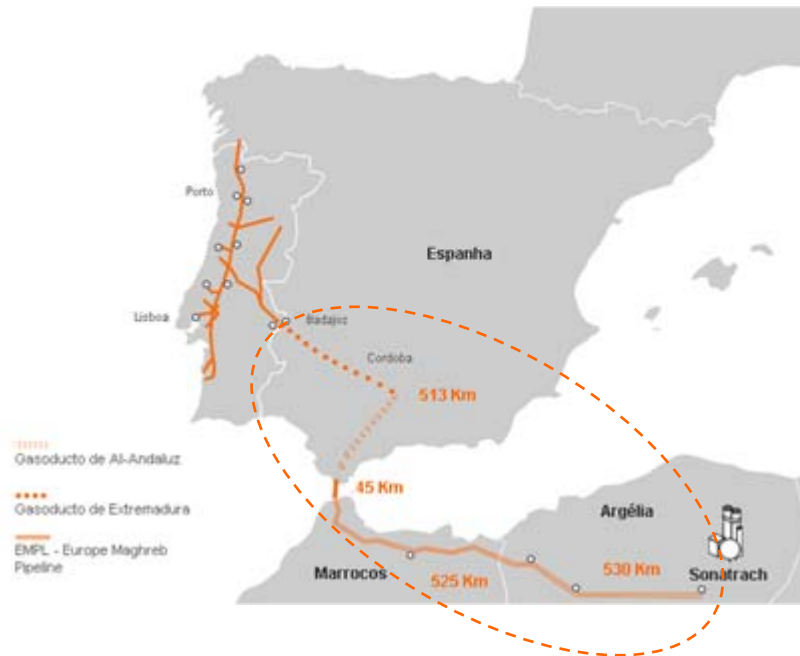 Porto
Espanha
Lisboa
Badajoz
Cordoba
513 Km
Gasoducto de Al-Andaluz
45 Km
Gasoducto de Extremadura
Argélia
EMPL - Europe Maghreb
Pipeline
Marrocos
525 Km
530 Km
Sonatrach